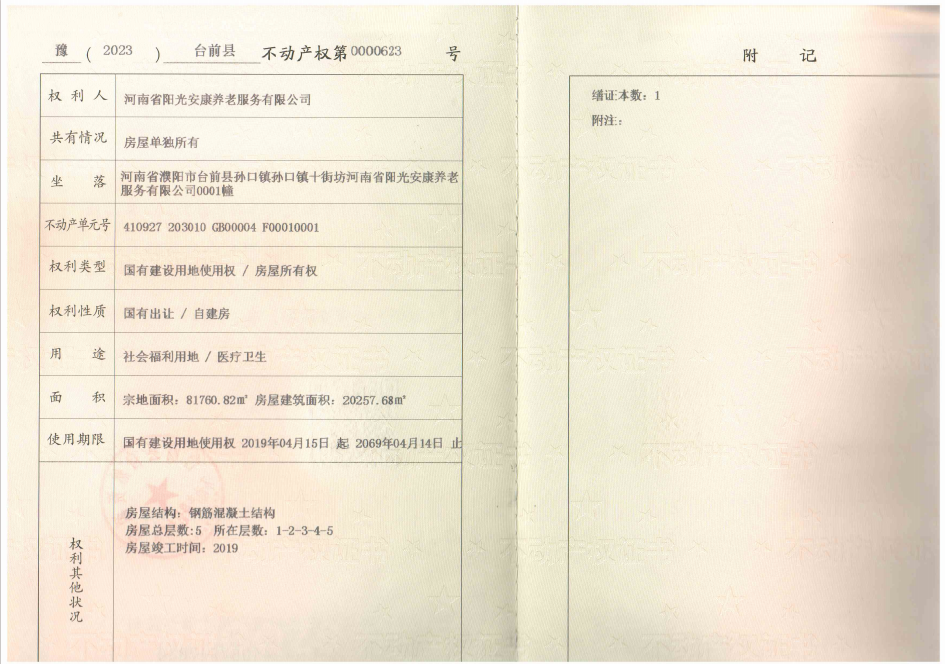 豫 ( 2023 ) 台前县 不动产权第0000623 号
权利人 河南省阳光安康养老服务有限公司
共有情况 房屋单独所有
坐落 河南省濮阳市台前县孙口镇孙口镇十街坊河南省阳光安康养老
服务有限公司0001幢
不动产单元号 410927 203010 GB00004 F00010001
权利类型 国有建设用地使用权 / 房屋所有权
权利性质 国有出让 / 自建房
用途 社会福利用地 / 医疗卫生
面积 宗地面积：81760.82㎡ 房屋建筑面积：20257.68㎡
使用期限 国有建设用地使用权 2019年04月15日 起 2069年04月14日 止
权利其他状况
房屋结构：钢筋混凝土结构
房屋总层数:5 所在层数：1-2-3-4-5
房屋竣工时间：2019
附记
缮证本数：1
附注：